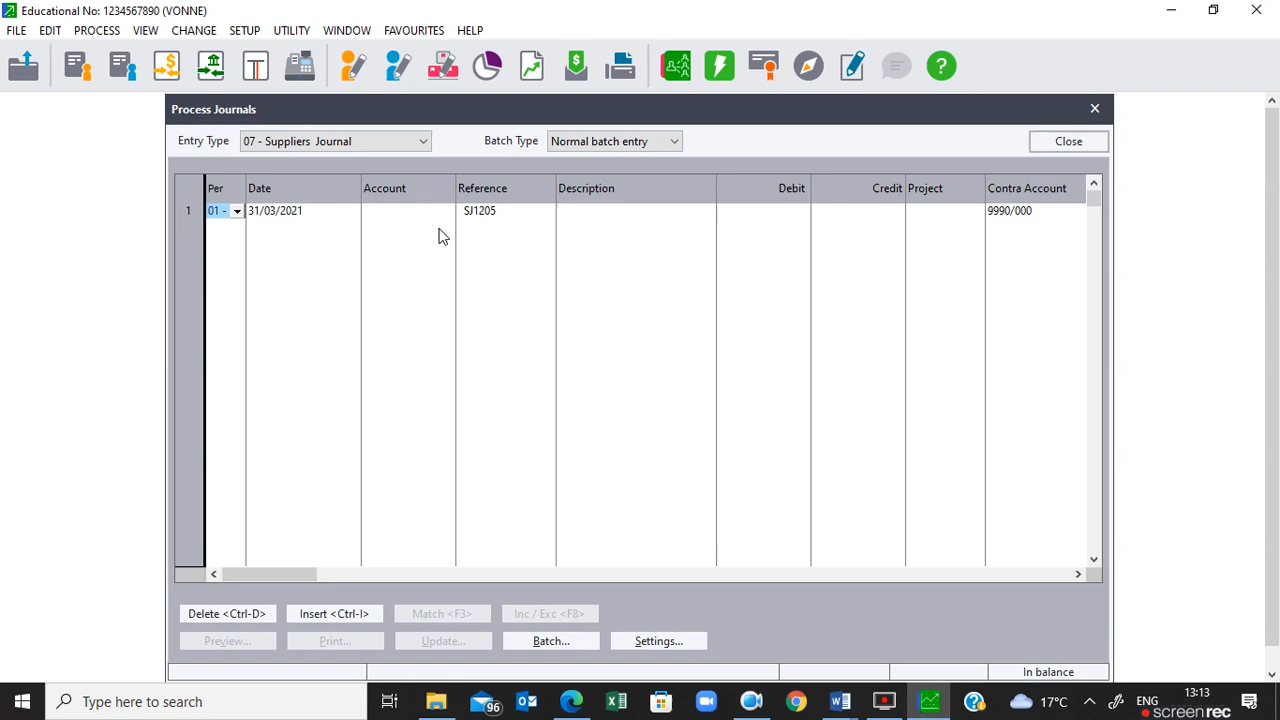 Educational No: 1234567890 (VONNE)
FILE EDIT PROCESS VIEW CHANGE SETUP UTILITY WINDOW FAVOURITES HELP
Process Journals
Entry Type 07 - Suppliers Journal Batch Type Normal batch entry Close
Per Date Account Reference Description Debit Credit Project Contra Account
1 01 - 31/03/2021 SJ1205 9990/000
Delete <Ctrl-D> Insert <Ctrl-I> Match <F3> Inc / Exc <F8>
Preview... Print... Update... Batch... Settings...
In balance
Type here to search 96 17°C ENG 13:13
screenrec